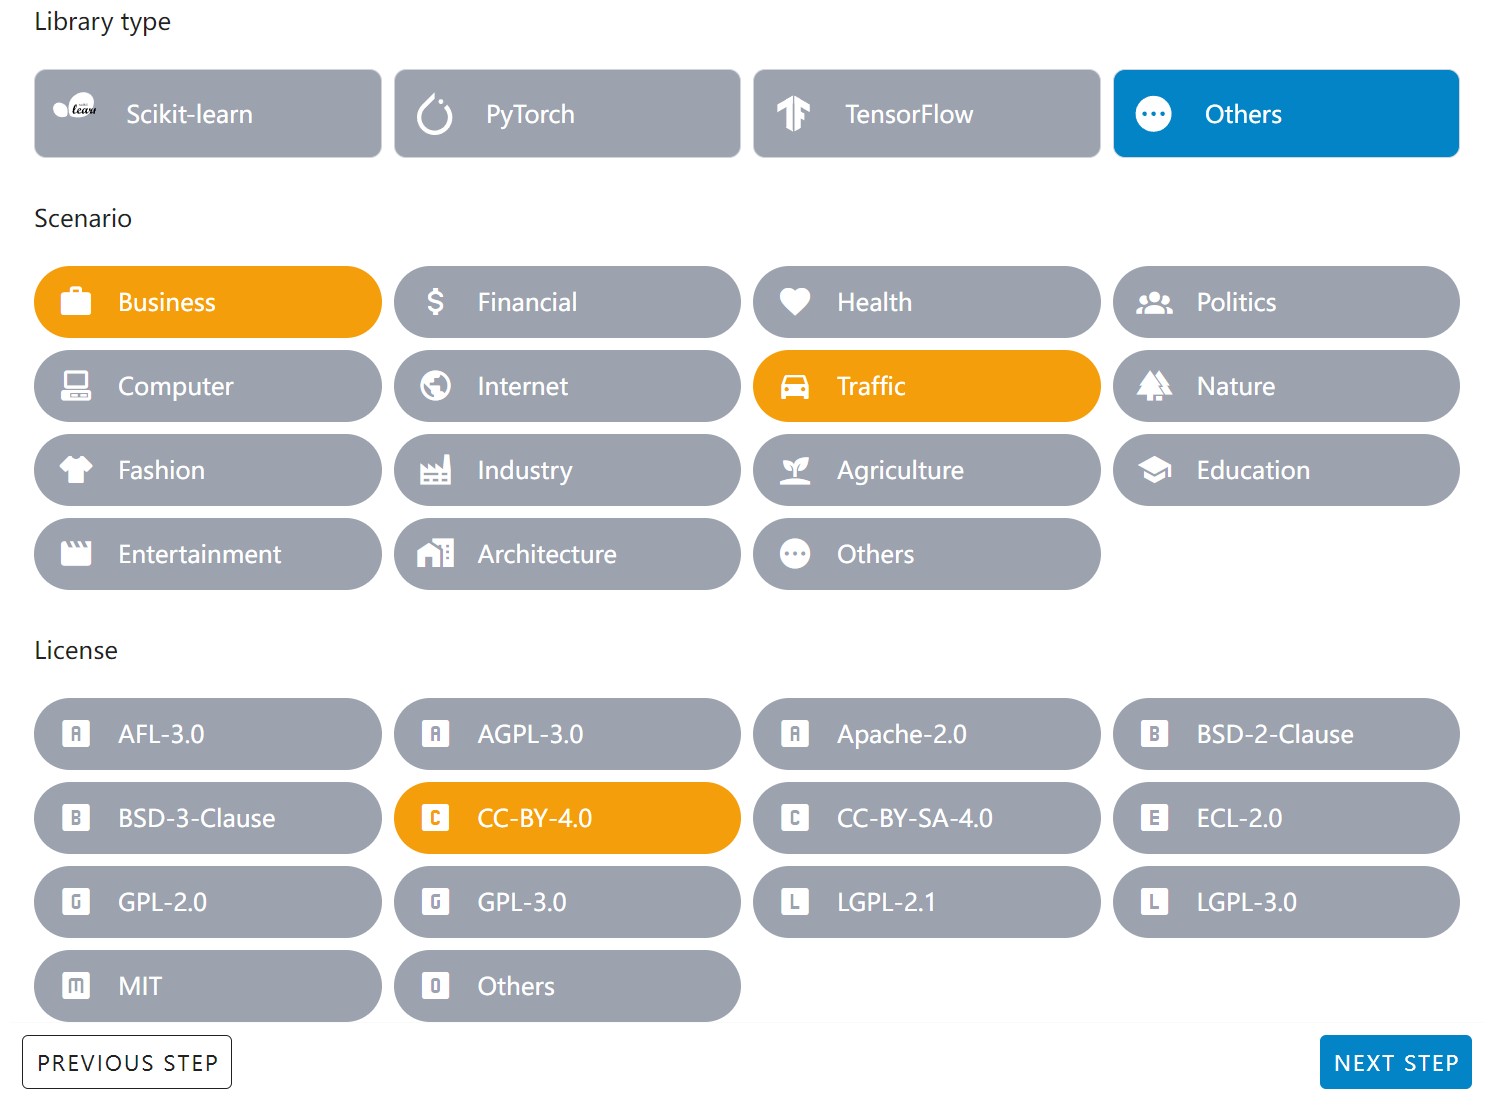 Library type
learn Scikit-learn PyTorch TensorFlow Others
Scenario
Business Financial Health Politics
Computer Internet Traffic Nature
Fashion Industry Agriculture Education
Entertainment Architecture Others
License
A AFL-3.0 A AGPL-3.0 A Apache-2.0 B BSD-2-Clause
B BSD-3-Clause C CC-BY-4.0 C CC-BY-SA-4.0 E ECL-2.0
G GPL-2.0 G GPL-3.0 L LGPL-2.1 L LGPL-3.0
M MIT O Others
PREVIOUS STEP NEXT STEP